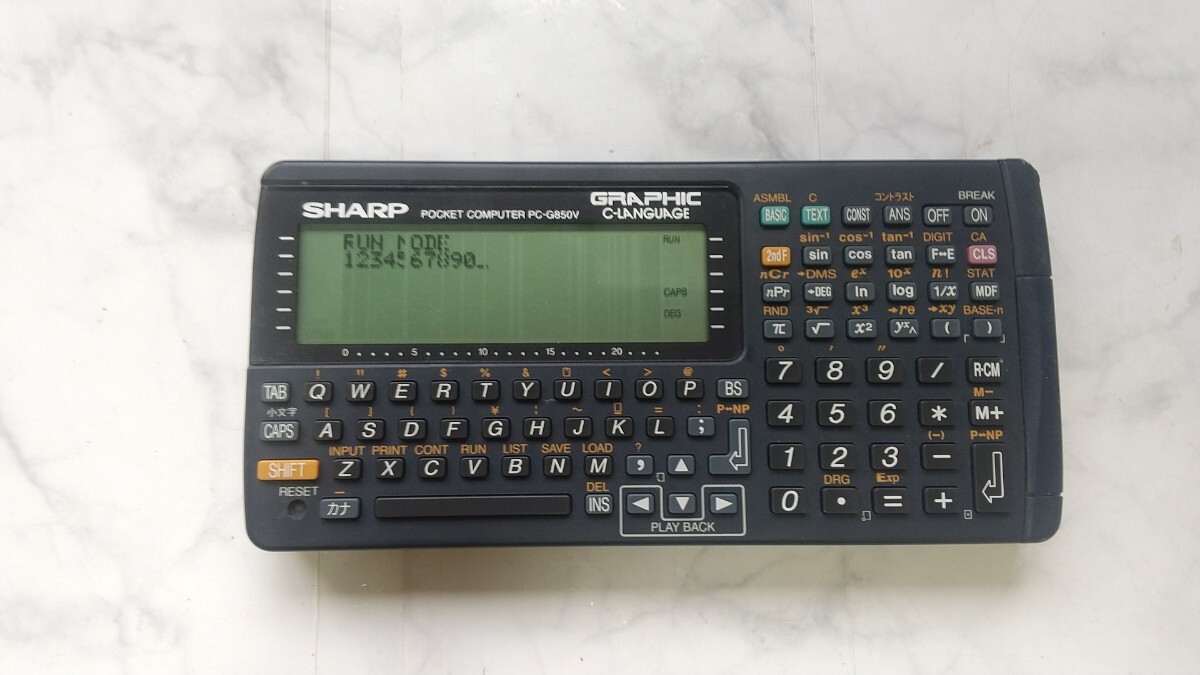 SHARP POCKET COMPUTER PC-G850V GRAPHIC
C-LANGUAGE
RUN MODE RUN
1234567890_
CAPS
DEG
0 . . . . 5 . . . . 10 . . . . 15 . . . . 20 . . .
ASMBL C コントラスト BREAK
BASIC TEXT CONST ANS OFF ON
sin⁻¹ cos⁻¹ tan⁻¹ DIGIT CA
2ndF sin cos tan F↔E CLS
nCr →DMS eˣ 10ˣ n! STAT
nPr →DEG ln log 1/x MDF
RND ³√ x³ →rθ →xy BASE-n
π √ x² yˣ^ ( )
! " # $ % & ' < > @
TAB Q W E R T Y U I O P BS
小文字 [ ] { } ¥ : ~ = : P↔NP
CAPS A S D F G H J K L ;
INPUT PRINT CONT RUN LIST SAVE LOAD ?
SHIFT Z X C V B N M , ▲
RESET DEL
カナ INS ◀ ▼ ▶
PLAY BACK
° ′ ″
7 8 9 / R·CM
M−
4 5 6 * M+
(−) P↔NP
1 2 3 −
DRG Exp
0 • = +